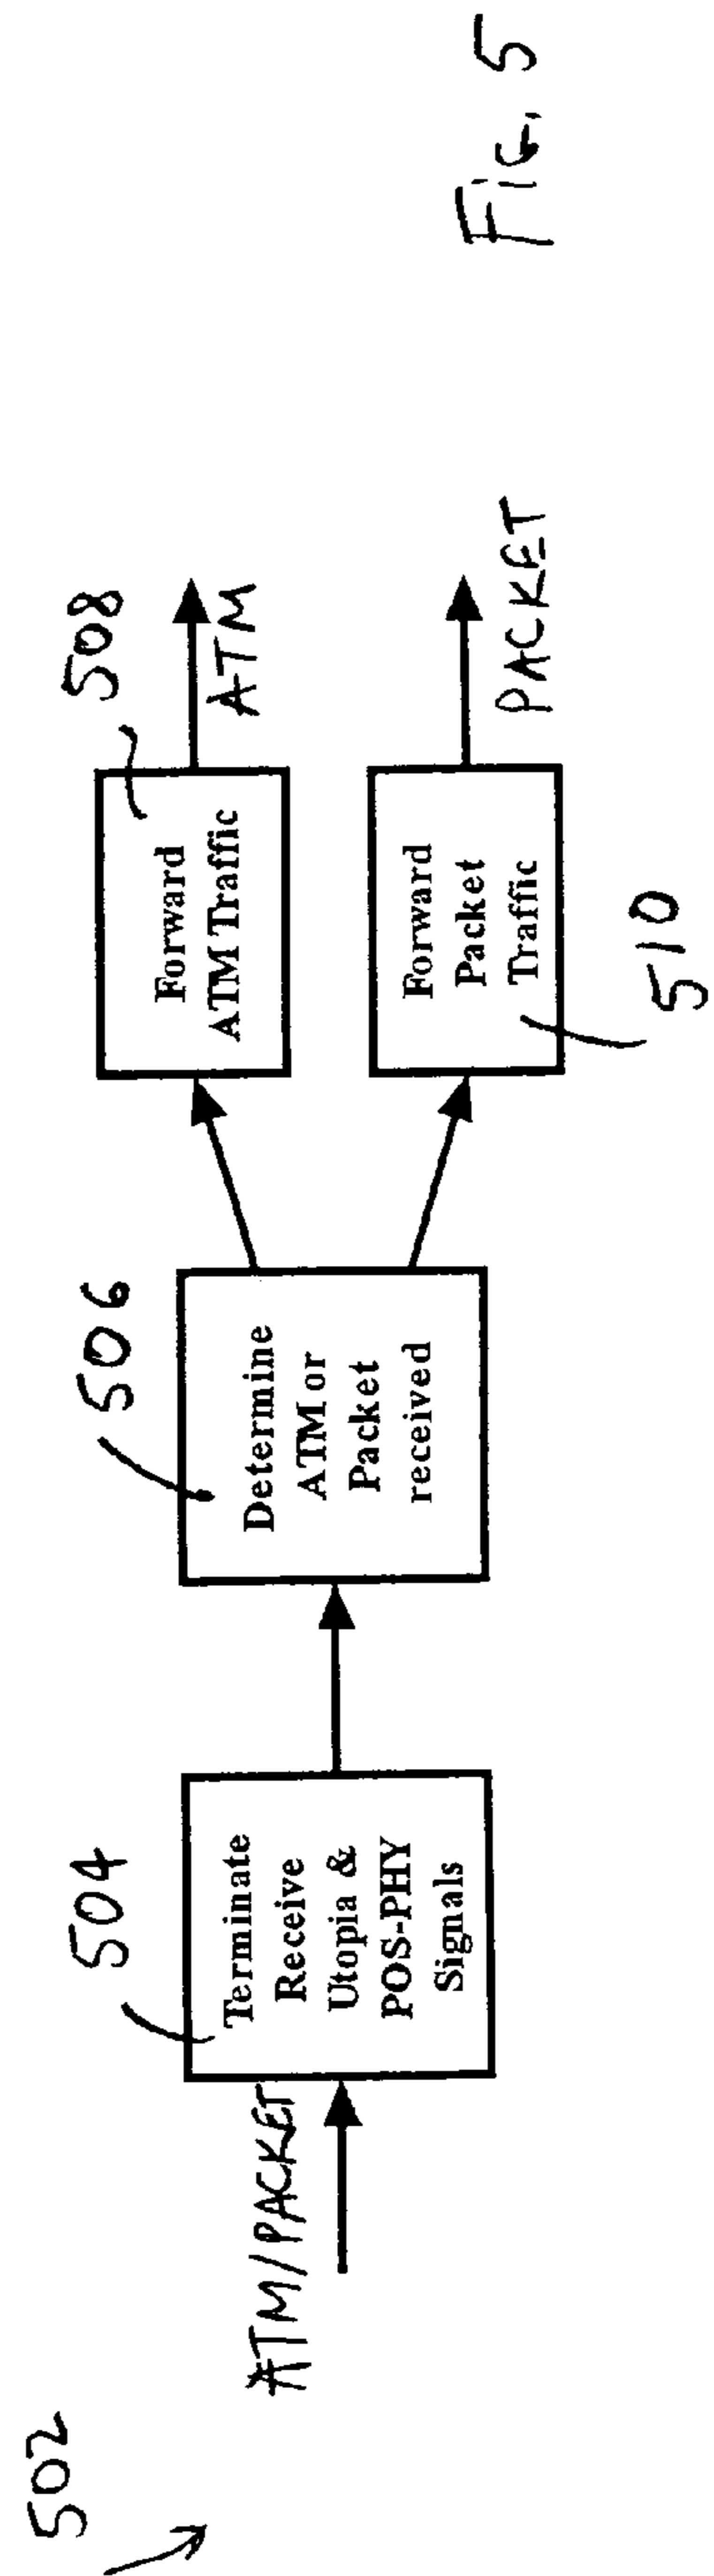 502
ATM/PACKET
504
Terminate
Receive
Utopia &
POS-PHY
Signals
506
Determine
ATM or
Packet
received
508
Forward
ATM Traffic
ATM
Forward
Packet
Traffic
510
PACKET
FIG. 5